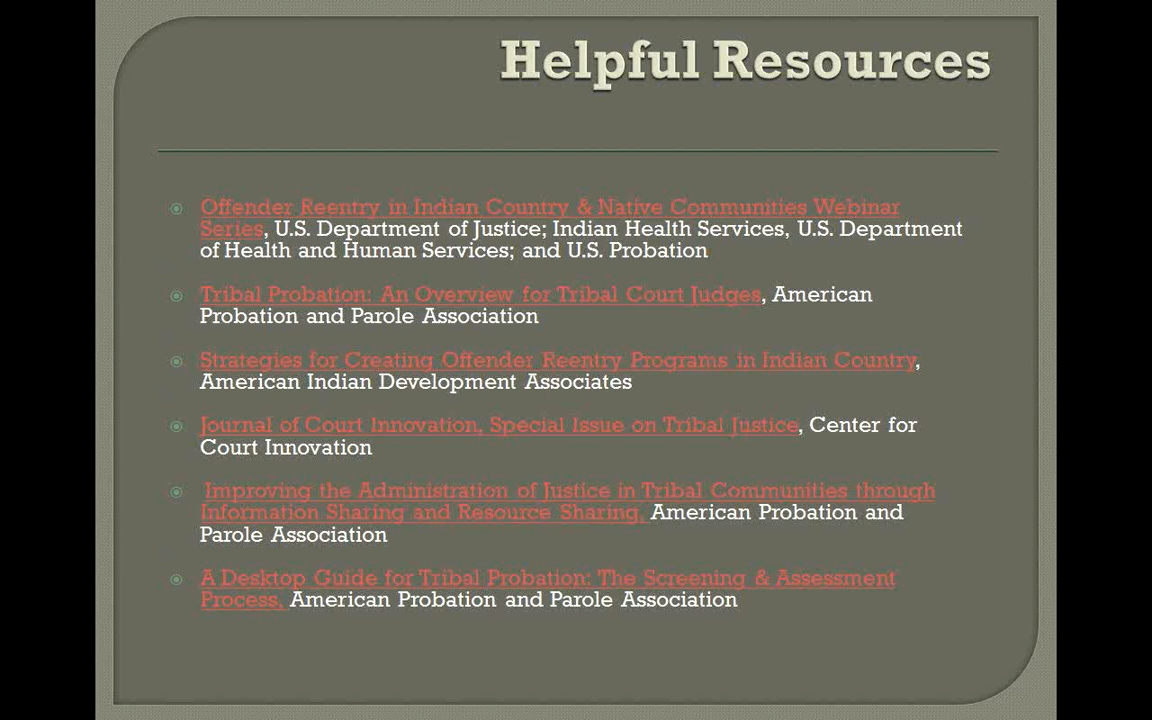 Helpful Resources
Offender Reentry in Indian Country & Native Communities Webinar
Series, U.S. Department of Justice; Indian Health Services, U.S. Department
of Health and Human Services; and U.S. Probation
Tribal Probation: An Overview for Tribal Court Judges, American
Probation and Parole Association
Strategies for Creating Offender Reentry Programs in Indian Country,
American Indian Development Associates
Journal of Court Innovation, Special Issue on Tribal Justice, Center for
Court Innovation
Improving the Administration of Justice in Tribal Communities through
Information Sharing and Resource Sharing, American Probation and
Parole Association
A Desktop Guide for Tribal Probation: The Screening & Assessment
Process, American Probation and Parole Association